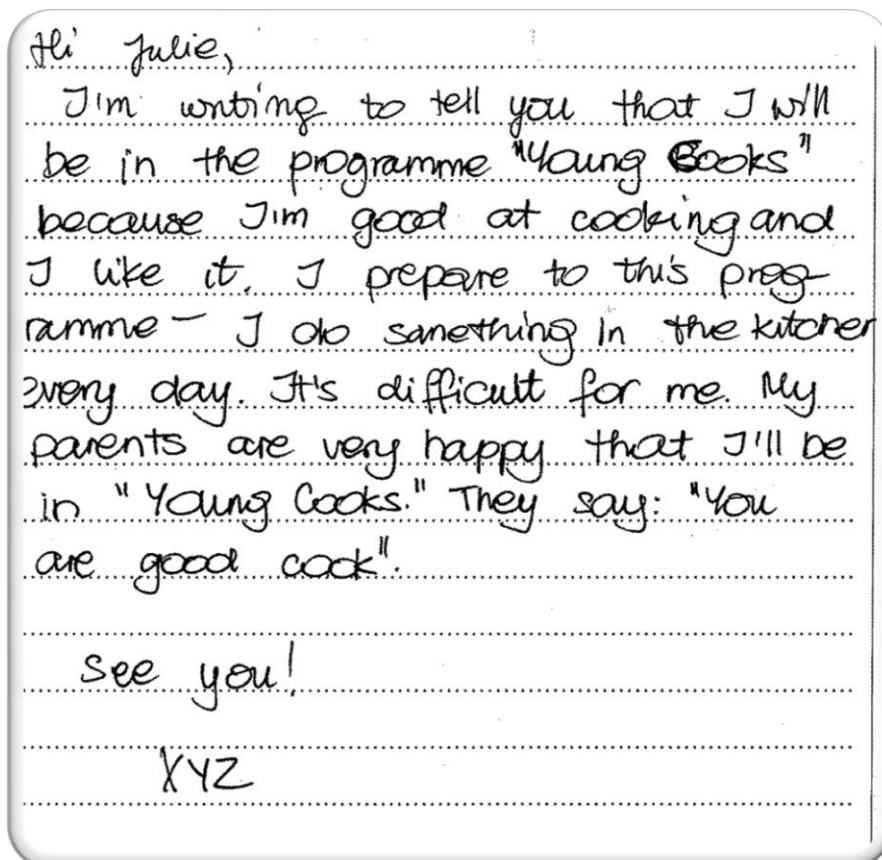 Hi Julie,
I'm writing to tell you that I will
be in the programme "Young Cooks"
because I'm good at cooking and
I like it. I prepare to this prog-
ramme - I do something in the kitchen
every day. It's difficult for me. My
parents are very happy that I'll be
in "Young Cooks." They say: "You
are good cook".
See you!
XYZ